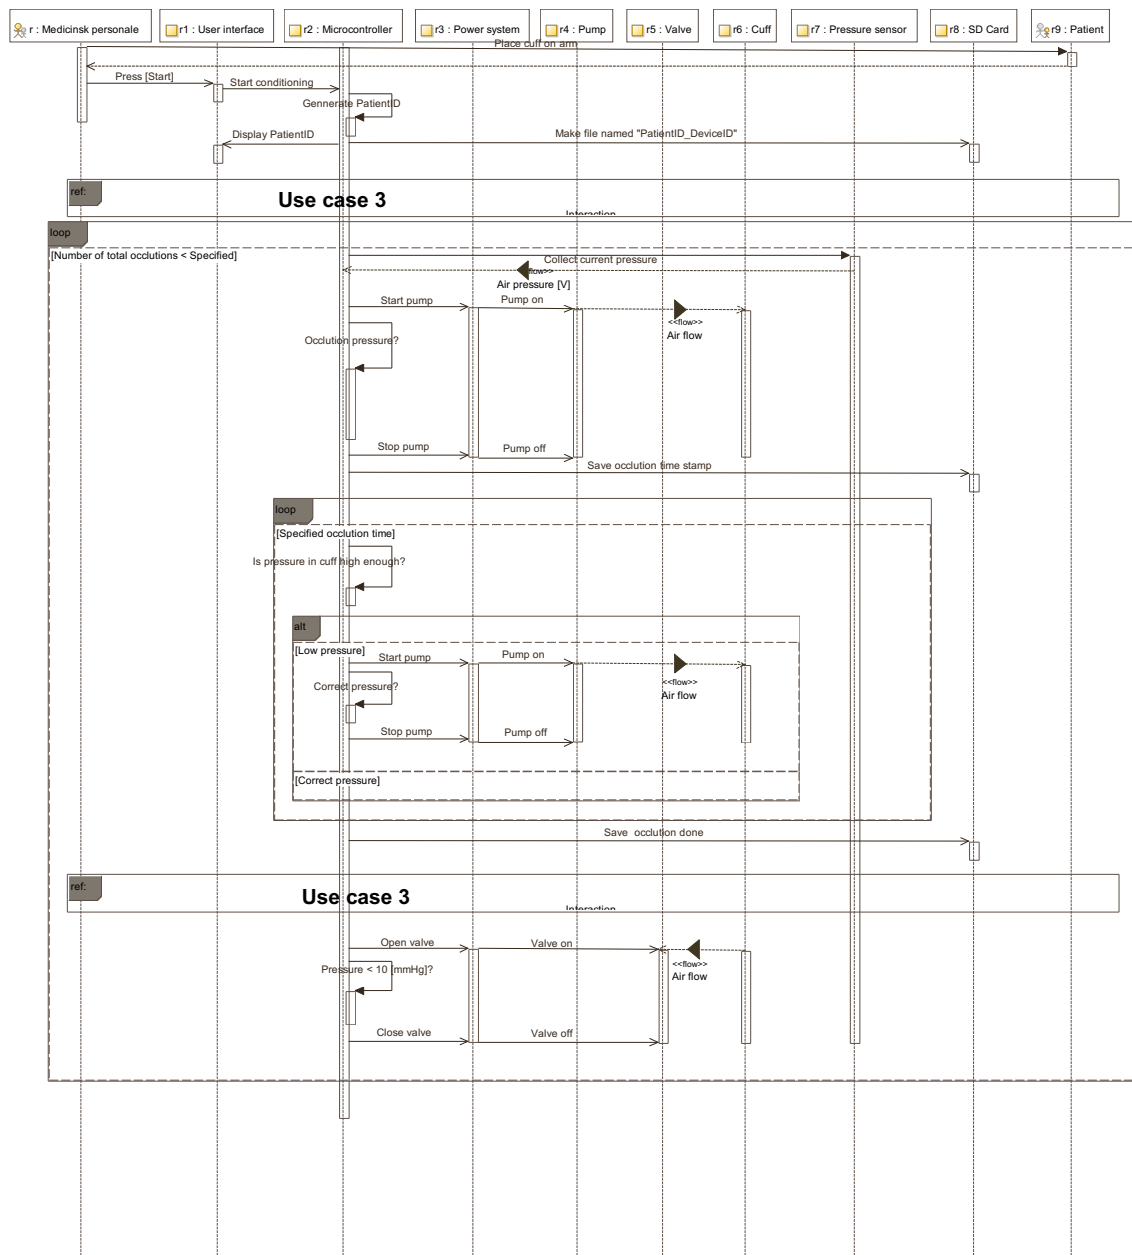 r : Medicinsk personale
r1 : User interface
r2 : Microcontroller
r3 : Power system
r4 : Pump
r5 : Valve
r6 : Cuff
r7 : Pressure sensor
r8 : SD Card
r9 : Patient
Place cuff on arm
Press [Start]
Start conditioning
Gennerate PatientID
Display PatientID
Make file named "PatientID_DeviceID"
ref:
Use case 3
Interaction
loop
[Number of total occlutions < Specified]
Collect current pressure
flow>>
Air pressure [V]
Start pump
Pump on
<<flow>>
Air flow
Occlution pressure?
Stop pump
Pump off
Save occlution time stamp
loop
[Specified occlution time]
Is pressure in cuff high enough?
alt
[Low pressure]
Start pump
Pump on
<<flow>>
Air flow
Correct pressure?
Stop pump
Pump off
[Correct pressure]
Save occlution done
ref:
Use case 3
Interaction
Open valve
Valve on
<<flow>>
Air flow
Pressure < 10 [mmHg]?
Close valve
Valve off